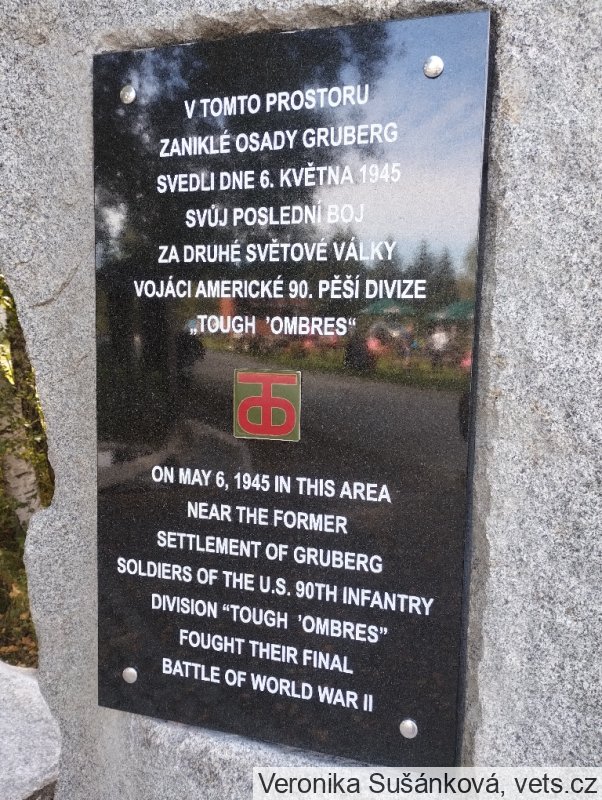 V TOMTO PROSTORU
ZANIKLÉ OSADY GRUBERG
SVEDLI DNE 6. KVĚTNA 1945
SVŮJ POSLEDNÍ BOJ
ZA DRUHÉ SVĚTOVÉ VÁLKY
VOJÁCI AMERICKÉ 90. PĚŠÍ DIVIZE
„TOUGH ’OMBRES“
TO
ON MAY 6, 1945 IN THIS AREA
NEAR THE FORMER
SETTLEMENT OF GRUBERG
SOLDIERS OF THE U.S. 90TH INFANTRY
DIVISION “TOUGH ’OMBRES”
FOUGHT THEIR FINAL
BATTLE OF WORLD WAR II
Veronika Sušánková, vets.cz